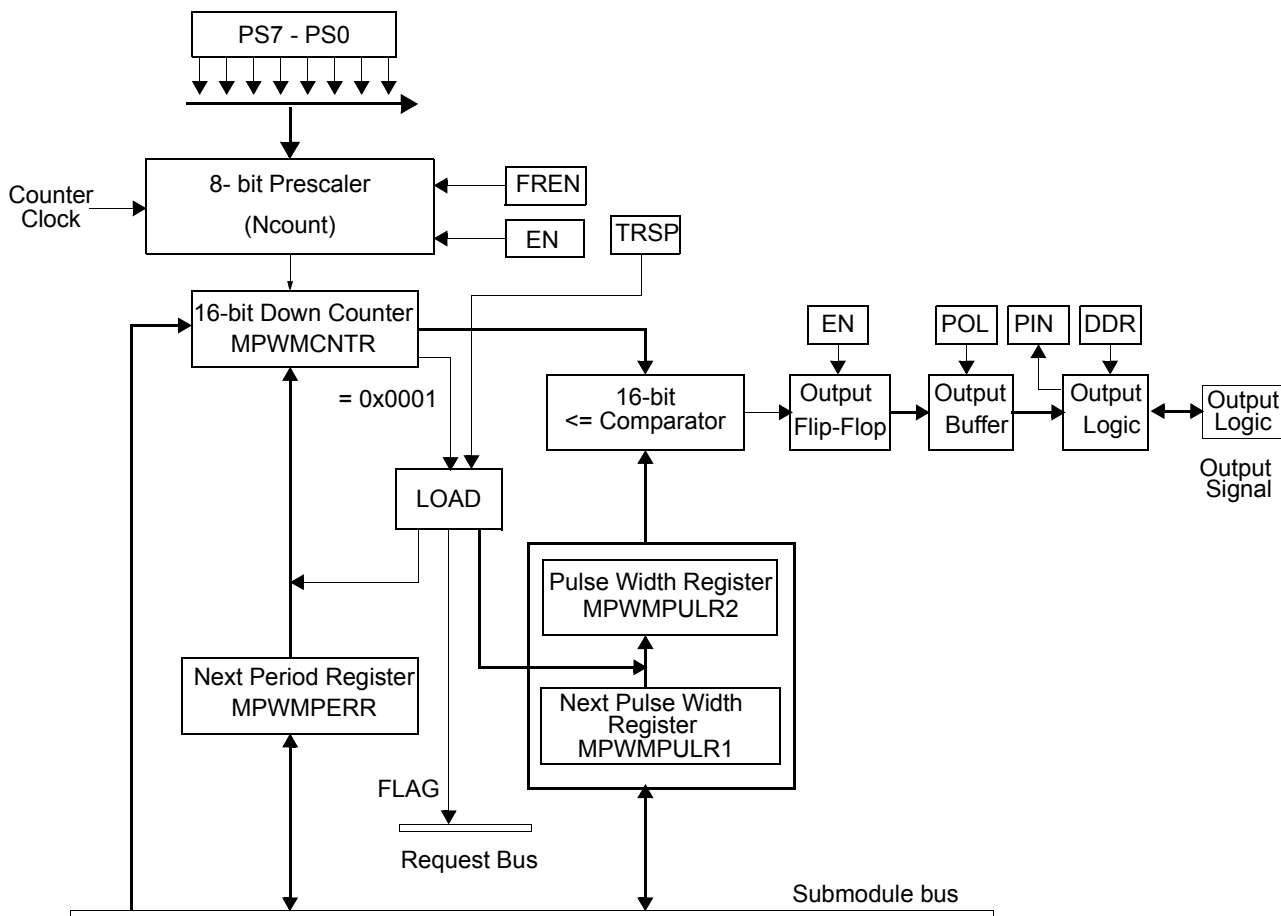 PS7 - PS0
8- bit Prescaler
(Ncount)
Counter
Clock
FREN
EN
TRSP
16-bit Down Counter
MPWMCNTR
= 0x0001
LOAD
16-bit
<= Comparator
EN
POL
PIN
DDR
Output
Flip-Flop
Output
Buffer
Output
Logic
Output
Logic
Output
Signal
Pulse Width Register
MPWMPULR2
Next Period Register
MPWMPERR
Next Pulse Width
Register
MPWMPULR1
FLAG
Request Bus
Submodule bus